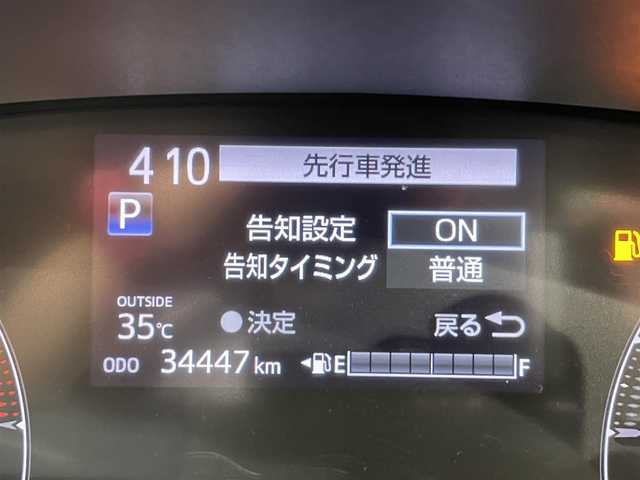 410 先行車発進
P
告知設定 ON
告知タイミング 普通
OUTSIDE
35℃ ●決定 戻る
ODO 34447 km E F